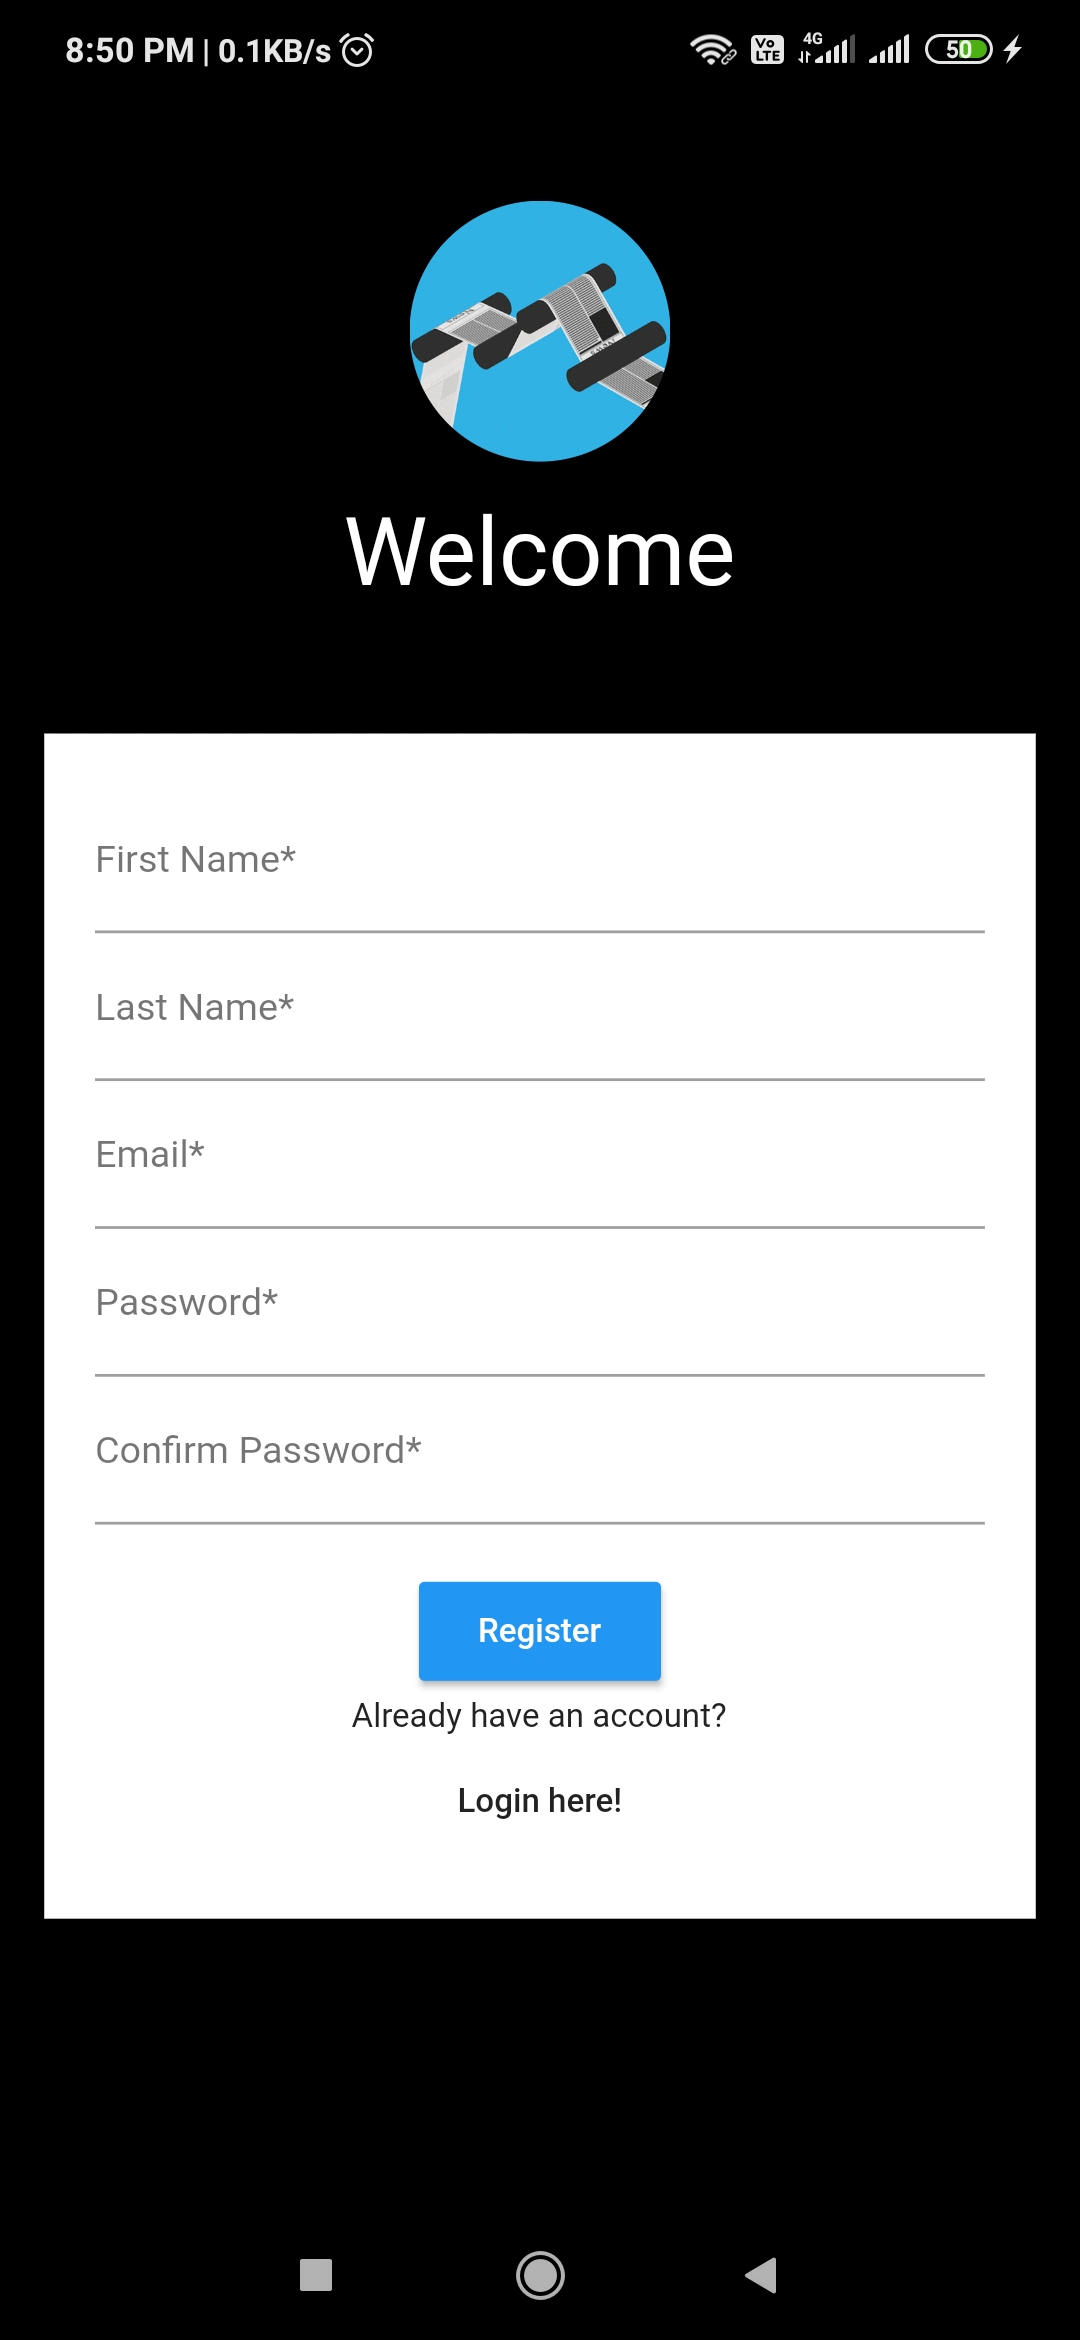 8:50 PM | 0.1KB/s
Vo LTE
4G
50
Welcome
First Name*
Last Name*
Email*
Password*
Confirm Password*
Register
Already have an account?
Login here!